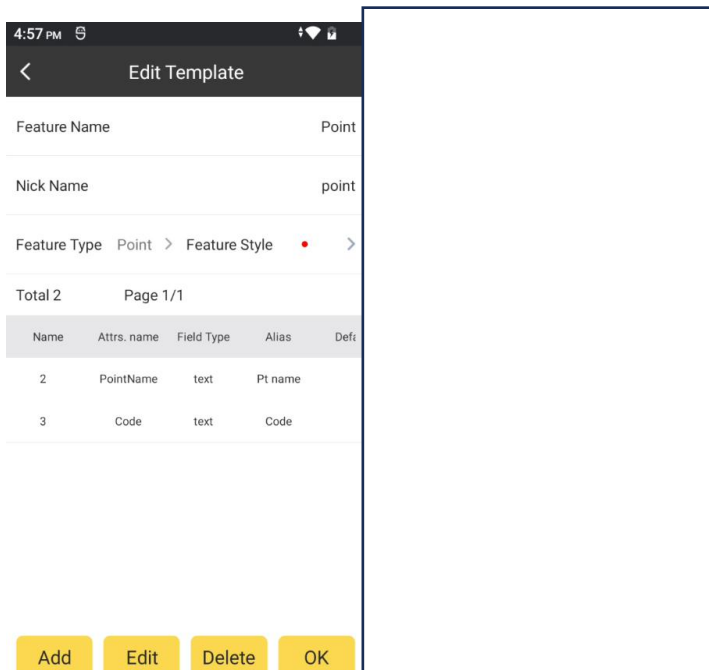 4:57 PM
Edit Template
Feature Name Point
Nick Name point
Feature Type Point > Feature Style >
Total 2 Page 1/1
Name Attrs. name Field Type Alias Defa
2 PointName text Pt name
3 Code text Code
Add Edit Delete OK